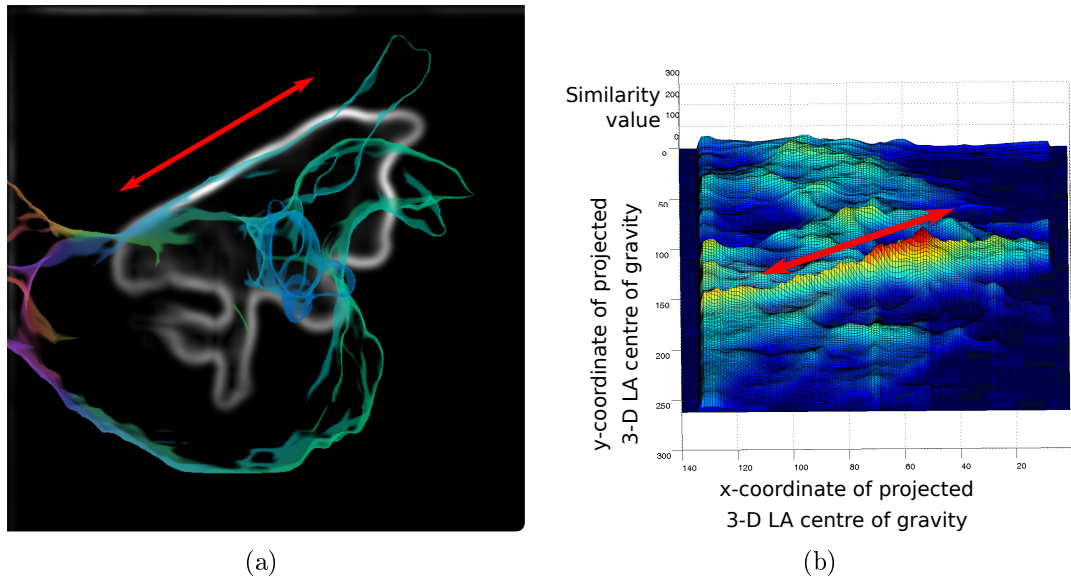 300
Similarity
200
value
100
0
0
50
100
150
200
250
300
y-coordinate of projected
3-D LA centre of gravity
140
120
100
80
60
40
20
x-coordinate of projected
3-D LA centre of gravity
(a)
(b)